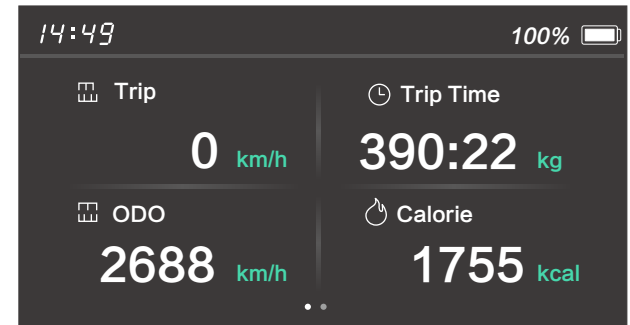 14:49
100%
Trip
Trip Time
0 km/h
390:22 kg
ODO
Calorie
2688 km/h
1755 kcal